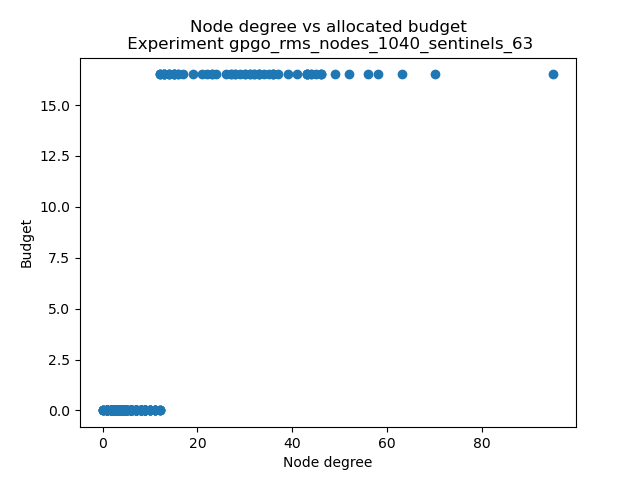 Node degree vs allocated budget
Experiment gpgo_rms_nodes_1040_sentinels_63
15.0
12.5
10.0
7.5
5.0
2.5
0.0
Budget
0 20 40 60 80
Node degree